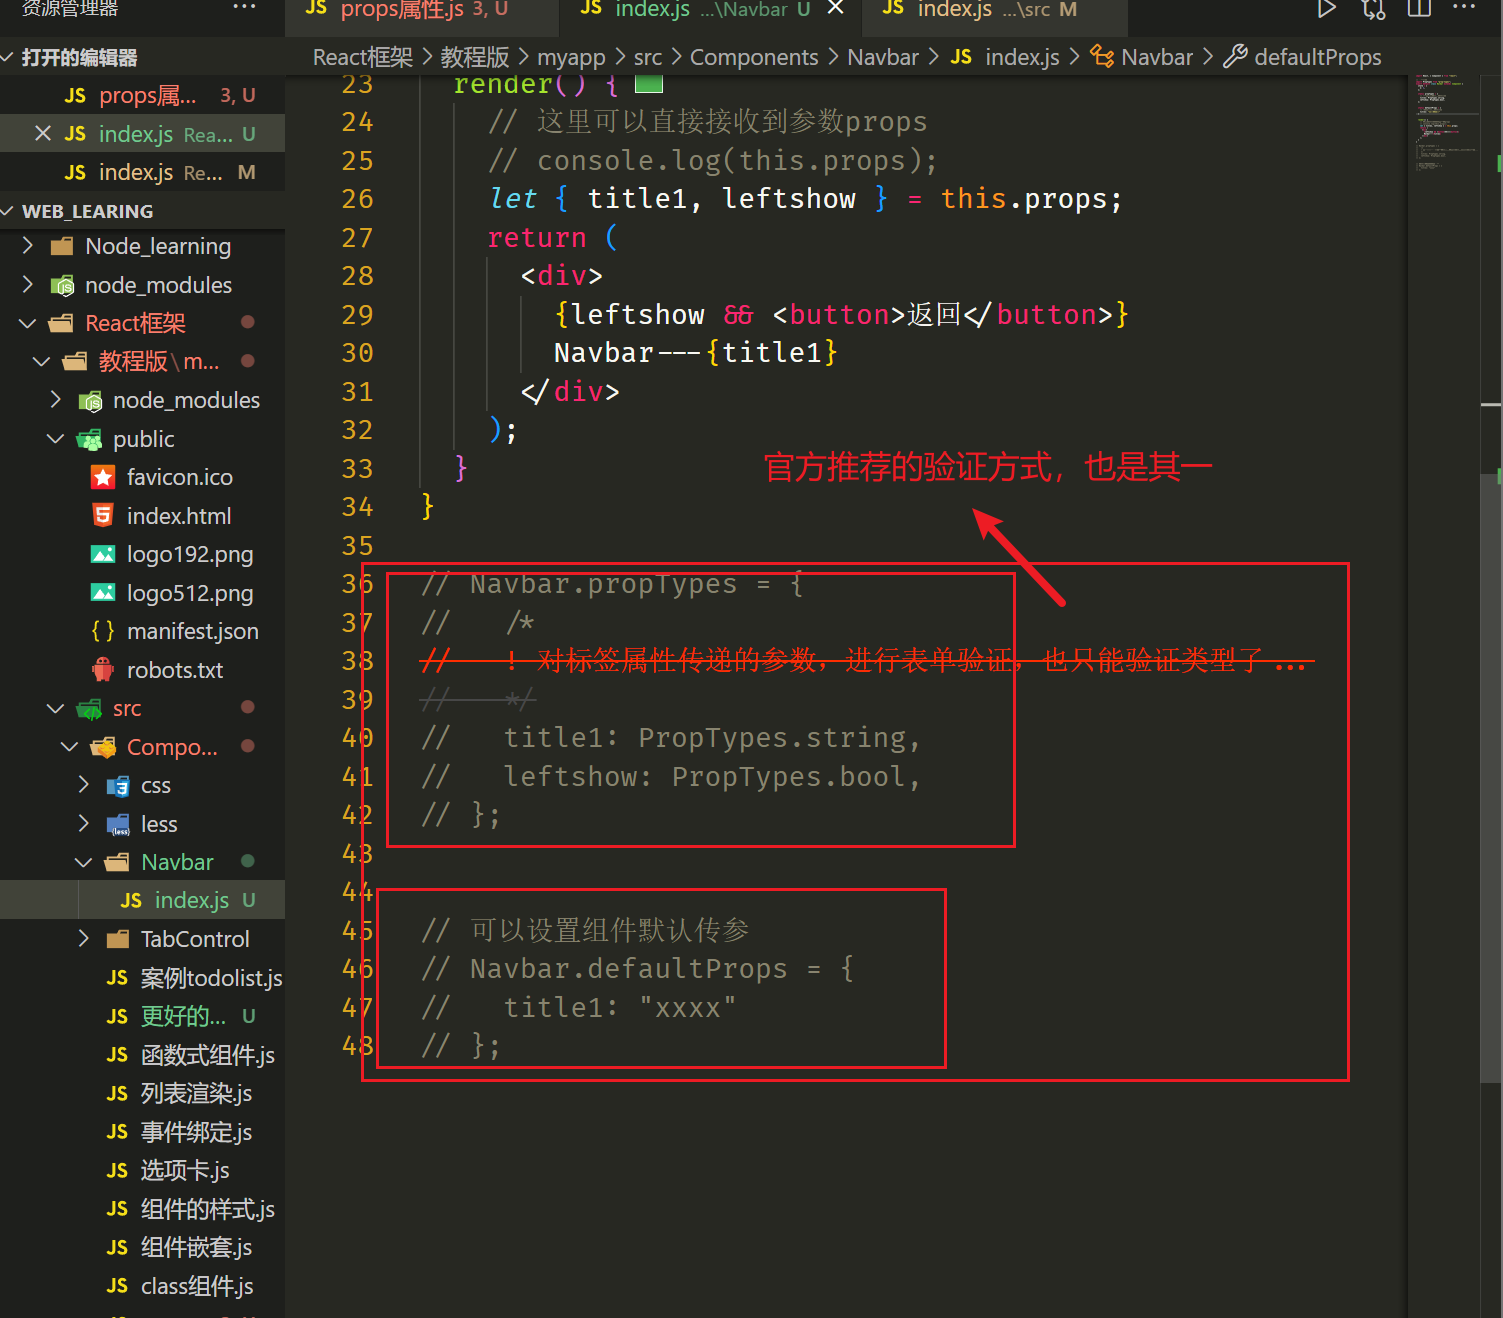 资源管理器 ...
JS props属性.js 3, U
JS index.js ...\Navbar U
JS index.js ...\src M
打开的编辑器
JS props属... 3, U
JS index.js Rea... U
JS index.js Re... M
WEB_LEARING
Node_learning
node_modules
React框架
教程版\m...
node_modules
public
favicon.ico
index.html
logo192.png
logo512.png
manifest.json
robots.txt
src
Compo...
css
less
Navbar
JS index.js U
TabControl
JS 案例todolist.js
JS 更好的... U
JS 函数式组件.js
JS 列表渲染.js
JS 事件绑定.js
JS 选项卡.js
JS 组件的样式.js
JS 组件嵌套.js
JS class组件.js
React框架 > 教程版 > myapp > src > Components > Navbar > JS index.js > Navbar > defaultProps
23 render() {
24 // 这里可以直接接收到参数props
25 // console.log(this.props);
26 let { title1, leftshow } = this.props;
27 return (
28 <div>
29 {leftshow && <button>返回</button>}
30 Navbar---{title1}
31 </div>
32 );
33 }
官方推荐的验证方式，也是其一
34 }
35
36 // Navbar.propTypes = {
37 // /*
38 // ! 对标签属性传递的参数，进行表单验证，也只能验证类型了...
39 // */
40 // title1: PropTypes.string,
41 // leftshow: PropTypes.bool,
42 // };
43
44
45 // 可以设置组件默认传参
46 // Navbar.defaultProps = {
47 // title1: "xxxx"
48 // };